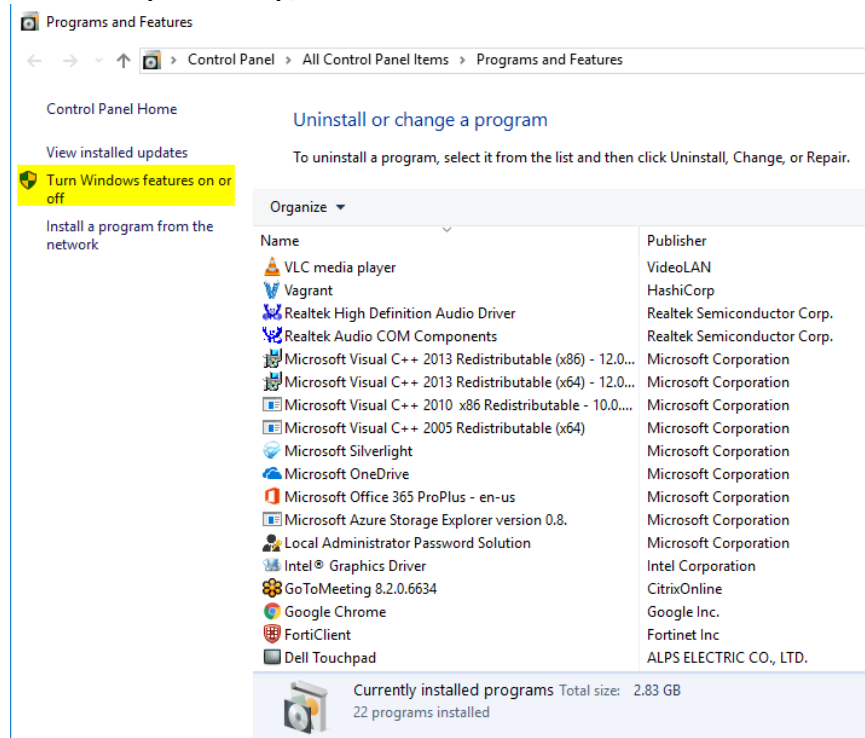 Programs and Features
Control Panel > All Control Panel Items > Programs and Features
Control Panel Home
View installed updates
Turn Windows features on or
off
Install a program from the
network
Uninstall or change a program
To uninstall a program, select it from the list and then click Uninstall, Change, or Repair.
Organize
Name Publisher
VLC media player VideoLAN
Vagrant HashiCorp
Realtek High Definition Audio Driver Realtek Semiconductor Corp.
Realtek Audio COM Components Realtek Semiconductor Corp.
Microsoft Visual C++ 2013 Redistributable (x86) - 12.0... Microsoft Corporation
Microsoft Visual C++ 2013 Redistributable (x64) - 12.0... Microsoft Corporation
Microsoft Visual C++ 2010 x86 Redistributable - 10.0.... Microsoft Corporation
Microsoft Visual C++ 2005 Redistributable (x64) Microsoft Corporation
Microsoft Silverlight Microsoft Corporation
Microsoft OneDrive Microsoft Corporation
Microsoft Office 365 ProPlus - en-us Microsoft Corporation
Microsoft Azure Storage Explorer version 0.8. Microsoft Corporation
Local Administrator Password Solution Microsoft Corporation
Intel® Graphics Driver Intel Corporation
GoToMeeting 8.2.0.6634 CitrixOnline
Google Chrome Google Inc.
FortiClient Fortinet Inc
Dell Touchpad ALPS ELECTRIC CO., LTD.
Currently installed programs Total size: 2.83 GB
22 programs installed